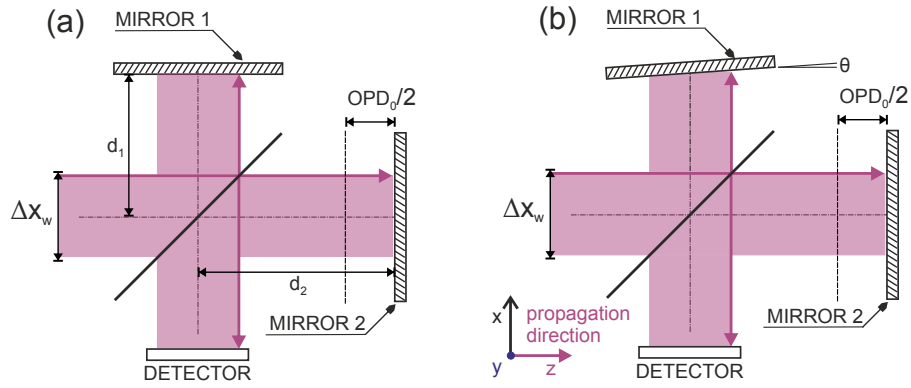 (a)
MIRROR 1
OPD₀/2
d₁
Δxw
d₂
MIRROR 2
DETECTOR
(b)
MIRROR 1
θ
OPD₀/2
Δxw
MIRROR 2
x
propagation
direction
y
z
DETECTOR